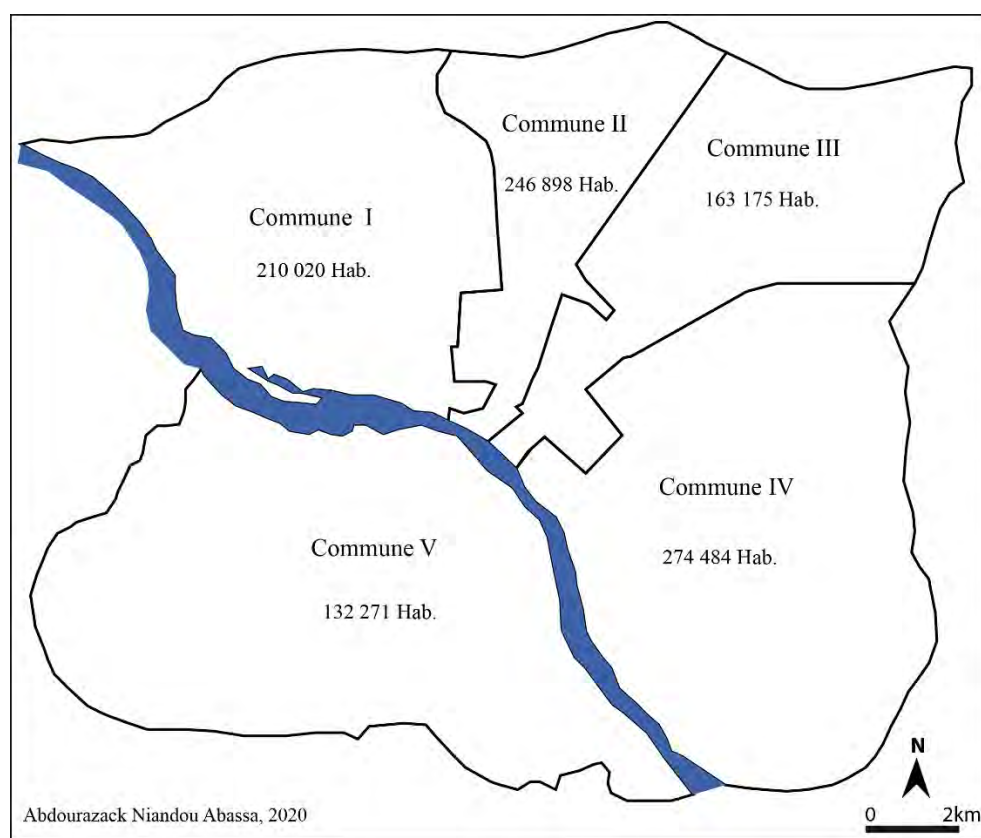 Commune II
246 898 Hab.
Commune III
163 175 Hab.
Commune I
210 020 Hab.
Commune IV
274 484 Hab.
Commune V
132 271 Hab.
N
Abdourazack Niandou Abassa, 2020
0 2km